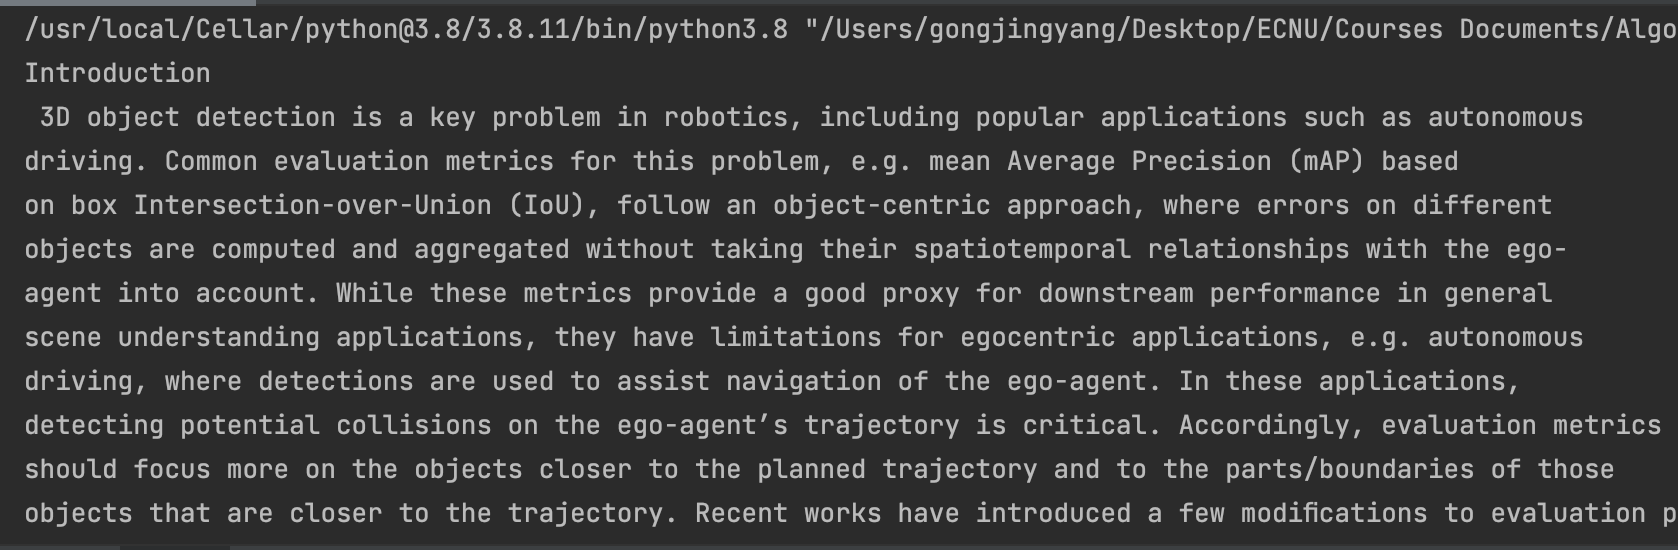 /usr/local/Cellar/python@3.8/3.8.11/bin/python3.8 "/Users/gongjingyang/Desktop/ECNU/Courses Documents/Algo
Introduction
3D object detection is a key problem in robotics, including popular applications such as autonomous
driving. Common evaluation metrics for this problem, e.g. mean Average Precision (mAP) based
on box Intersection-over-Union (IoU), follow an object-centric approach, where errors on different
objects are computed and aggregated without taking their spatiotemporal relationships with the ego-
agent into account. While these metrics provide a good proxy for downstream performance in general
scene understanding applications, they have limitations for egocentric applications, e.g. autonomous
driving, where detections are used to assist navigation of the ego-agent. In these applications,
detecting potential collisions on the ego-agent’s trajectory is critical. Accordingly, evaluation metrics
should focus more on the objects closer to the planned trajectory and to the parts/boundaries of those
objects that are closer to the trajectory. Recent works have introduced a few modifications to evaluation p